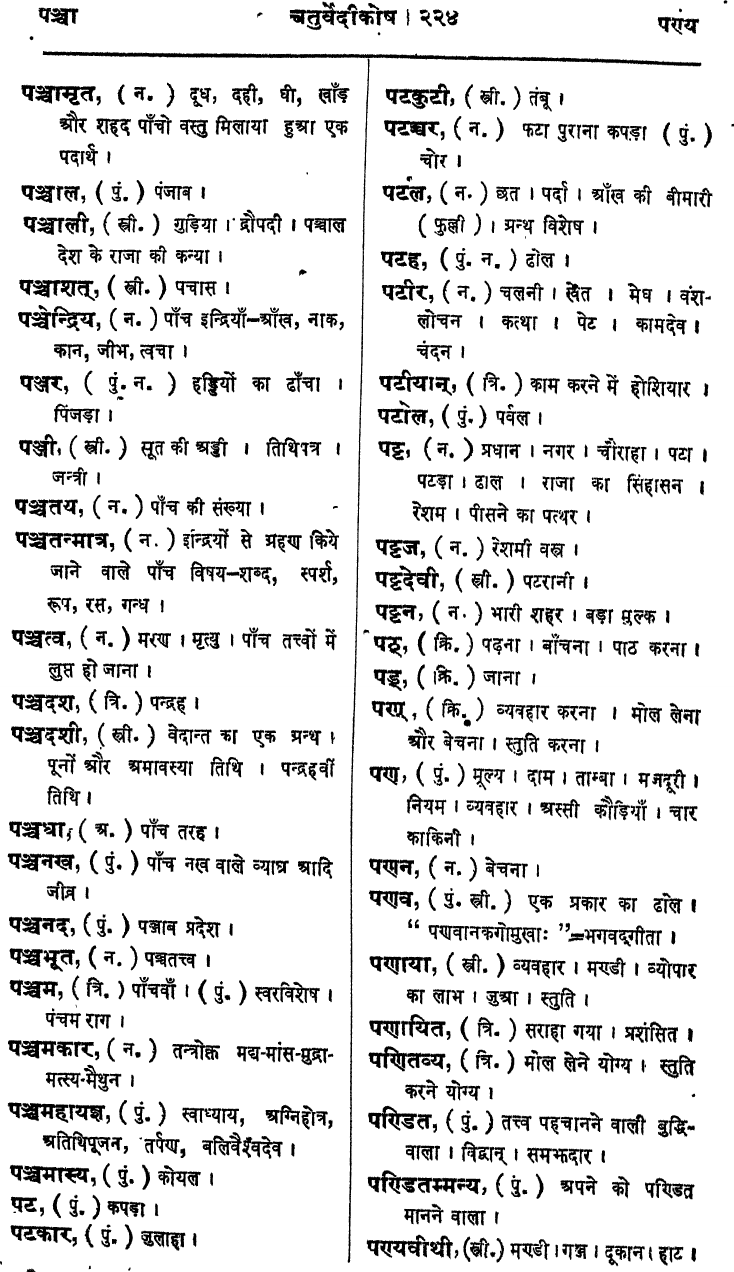 पञ्चा
चतुर्वेदीकोष। २२४
पण्य
पञ्चामृत, ( न. ) दूध, दही, घी, खाँड़
और शहद पाँचो वस्तु मिलाया हुआ एक
पदार्थ ।
पञ्चाल, ( पुं. ) पंजाब ।
पञ्चाली, ( स्त्री. ) गुड़िया । द्रौपदी । पञ्चाल
देश के राजा की कन्या ।
पञ्चाशत्, ( स्त्री. ) पचास ।
पञ्चेन्द्रिय, ( न. ) पाँच इन्द्रियाँ–आँख, नाक,
कान, जीभ, त्वचा ।
पञ्जर, ( पुं. न. ) हड्डियों का ढाँचा ।
पिंजड़ा ।
पञ्जी, ( स्त्री. ) सूत की अड्डी । तिथिपत्र ।
जन्त्री ।
पञ्चतय, ( न. ) पाँच की संख्या ।
पञ्चतन्मात्र, ( न. ) इन्द्रियों से ग्रहण किये
जाने वाले पाँच विषय–शब्द, स्पर्श,
रूप, रस, गन्ध ।
पञ्चत्व, ( न. ) मरण । मृत्यु । पाँच तत्त्वों में
लुप्त हो जाना ।
पञ्चदश, ( त्रि. ) पन्द्रह ।
पञ्चदशी, ( स्त्री. ) वेदान्त का एक ग्रन्थ ।
पूनों और अमावस्या तिथि । पन्द्रहवीं
तिथि ।
पञ्चधा, ( अ. ) पाँच तरह ।
पञ्चनख, ( पुं. ) पाँच नख वाले व्याघ्र आदि
जीव ।
पञ्चनद, ( पुं. ) पञ्जाब प्रदेश ।
पञ्चभूत, ( न. ) पञ्चतत्त्व ।
पञ्चम, ( त्रि. ) पाँचवाँ । ( पुं. ) स्वरविशेष ।
पंचम राग ।
पञ्चमकार, ( न. ) तन्त्रोक्त मद्य-मांस-मुद्रा-
मत्स्य-मैथुन ।
पञ्चमहायज्ञ, ( पुं. ) स्वाध्याय, अग्निहोत्र,
अतिथिपूजन, तर्पण, बलिवैश्वदेव ।
पञ्चमास्य, ( पुं. ) कोयल ।
पट, ( पुं. ) कपड़ा ।
पटकार, ( पुं. ) जुलाहा ।
पटकुटी, ( स्त्री. ) तंबू ।
पटच्चर, ( न. ) फटा पुराना कपड़ा ( पुं. )
चोर ।
पटल, ( न. ) छत । पर्दा । आँख की बीमारी
( फुल्ली ) । ग्रन्थ विशेष ।
पटह, ( पुं. न. ) ढोल ।
पटीर, ( न. ) चलनी । खेत । मेघ । वंश-
लोचन । कत्था । पेट । कामदेव ।
चंदन ।
पटीयान्, ( त्रि. ) काम करने में होशियार ।
पटोल, ( पुं. ) पर्वल ।
पट्ट, ( न. ) प्रधान । नगर । चौराहा । पटा ।
पटड़ा । ढाल । राजा का सिंहासन ।
रेशम । पीसने का पत्थर ।
पट्टज, ( न. ) रेशमी वस्त्र ।
पट्टदेवी, ( स्त्री. ) पटरानी ।
पट्टन, ( न. ) भारी शहर । बड़ा मुल्क ।
पठ्, ( क्रि. ) पढ़ना । बाँचना । पाठ करना ।
पड्, ( क्रि. ) जाना ।
पण्, ( क्रि. ) व्यवहार करना । मोल लेना
और बेचना । स्तुति करना ।
पण, ( पुं. ) मूल्य । दाम । ताम्बा । मजदूरी ।
नियम । व्यवहार । अस्सी कौड़ियाँ । चार
काकिनी ।
पणन, ( न. ) बेचना ।
पणव, ( पुं. स्त्री. ) एक प्रकार का ढोल ।
“ पणवानकगोमुखाः ”=भगवद्गीता ।
पणाया, ( स्त्री. ) व्यवहार । मण्डी । व्योपार
का लाभ । जुआ । स्तुति ।
पणायित, ( त्रि. ) सराहा गया । प्रशंसित ।
पणितव्य, ( त्रि. ) मोल लेने योग्य । स्तुति
करने योग्य ।
पण्डित, ( पुं. ) तत्त्व पहचानने वाली बुद्धि-
वाला । विद्वान् । समझदार ।
पण्डितम्मन्य, ( पुं. ) अपने को पण्डित
मानने वाला ।
पण्यवीथी, (स्त्री.) मण्डी । गञ्ज । दूकान । हाट ।